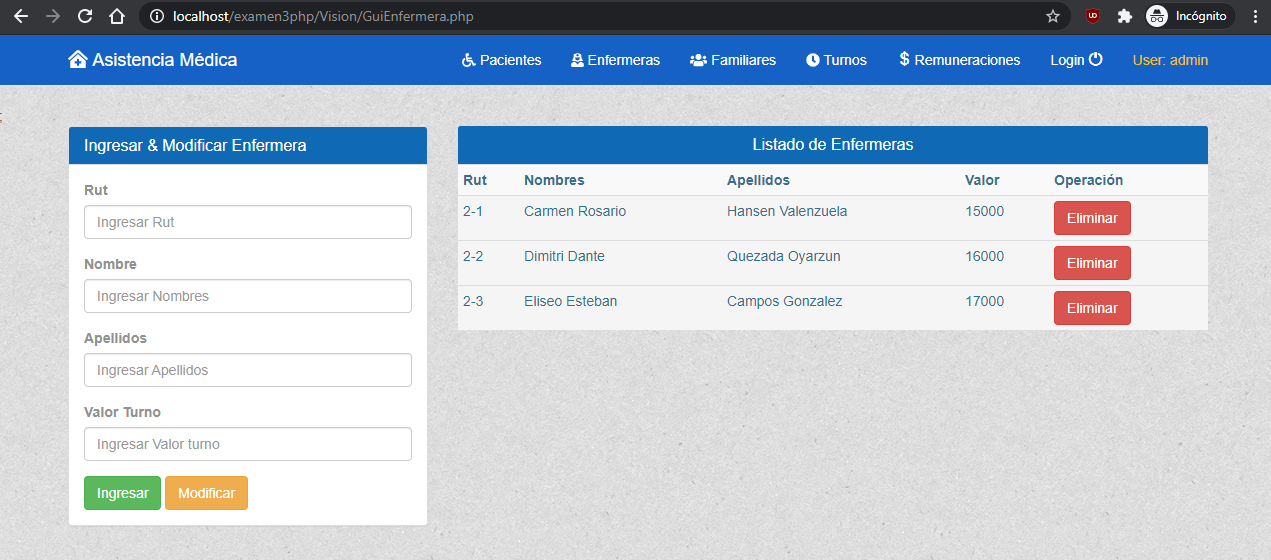 localhost/examen3php/Vision/GuiEnfermera.php
Incógnito
Asistencia Médica
Pacientes Enfermeras Familiares Turnos $ Remuneraciones Login User: admin
;
Ingresar & Modificar Enfermera
Rut
Ingresar Rut
Nombre
Ingresar Nombres
Apellidos
Ingresar Apellidos
Valor Turno
Ingresar Valor turno
Ingresar Modificar
Listado de Enfermeras
Rut Nombres Apellidos Valor Operación
2-1 Carmen Rosario Hansen Valenzuela 15000 Eliminar
2-2 Dimitri Dante Quezada Oyarzun 16000 Eliminar
2-3 Eliseo Esteban Campos Gonzalez 17000 Eliminar